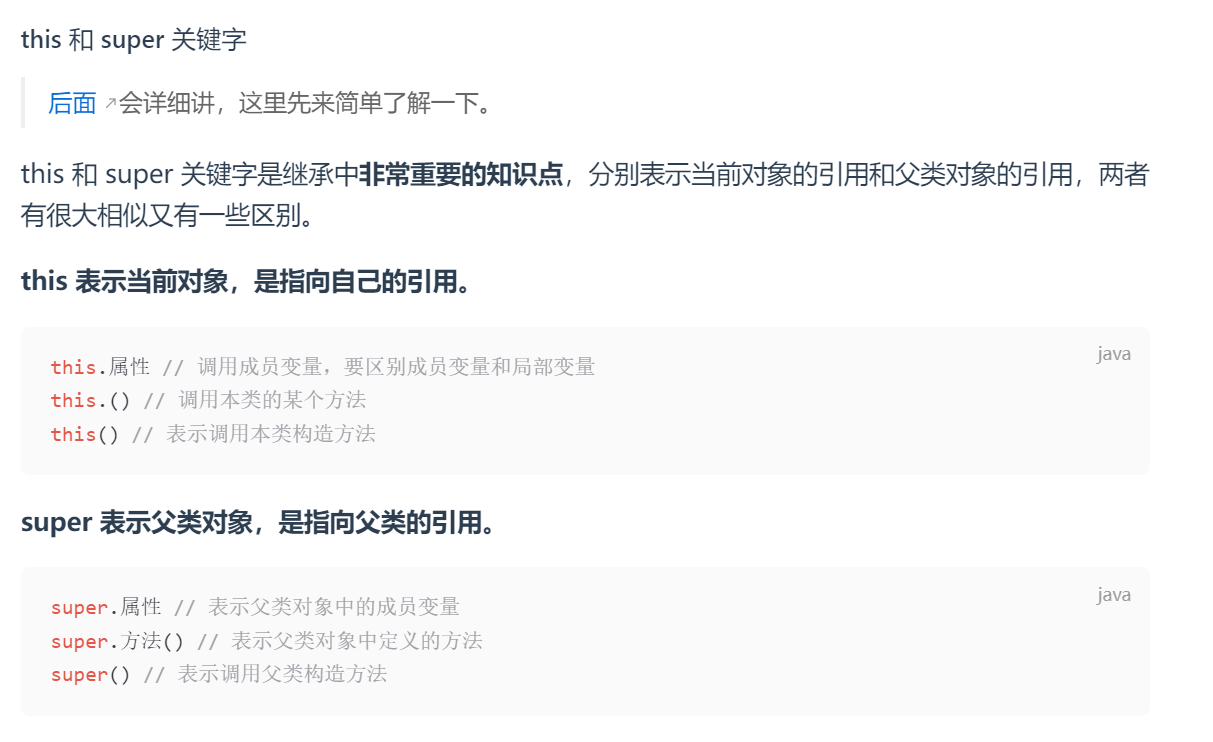 this 和 super 关键字
后面 会详细讲，这里先来简单了解一下。
this 和 super 关键字是继承中非常重要的知识点，分别表示当前对象的引用和父类对象的引用，两者
有很大相似又有一些区别。
this 表示当前对象，是指向自己的引用。
java
this.属性 // 调用成员变量，要区别成员变量和局部变量
this.() // 调用本类的某个方法
this() // 表示调用本类构造方法
super 表示父类对象，是指向父类的引用。
java
super.属性 // 表示父类对象中的成员变量
super.方法() // 表示父类对象中定义的方法
super() // 表示调用父类构造方法